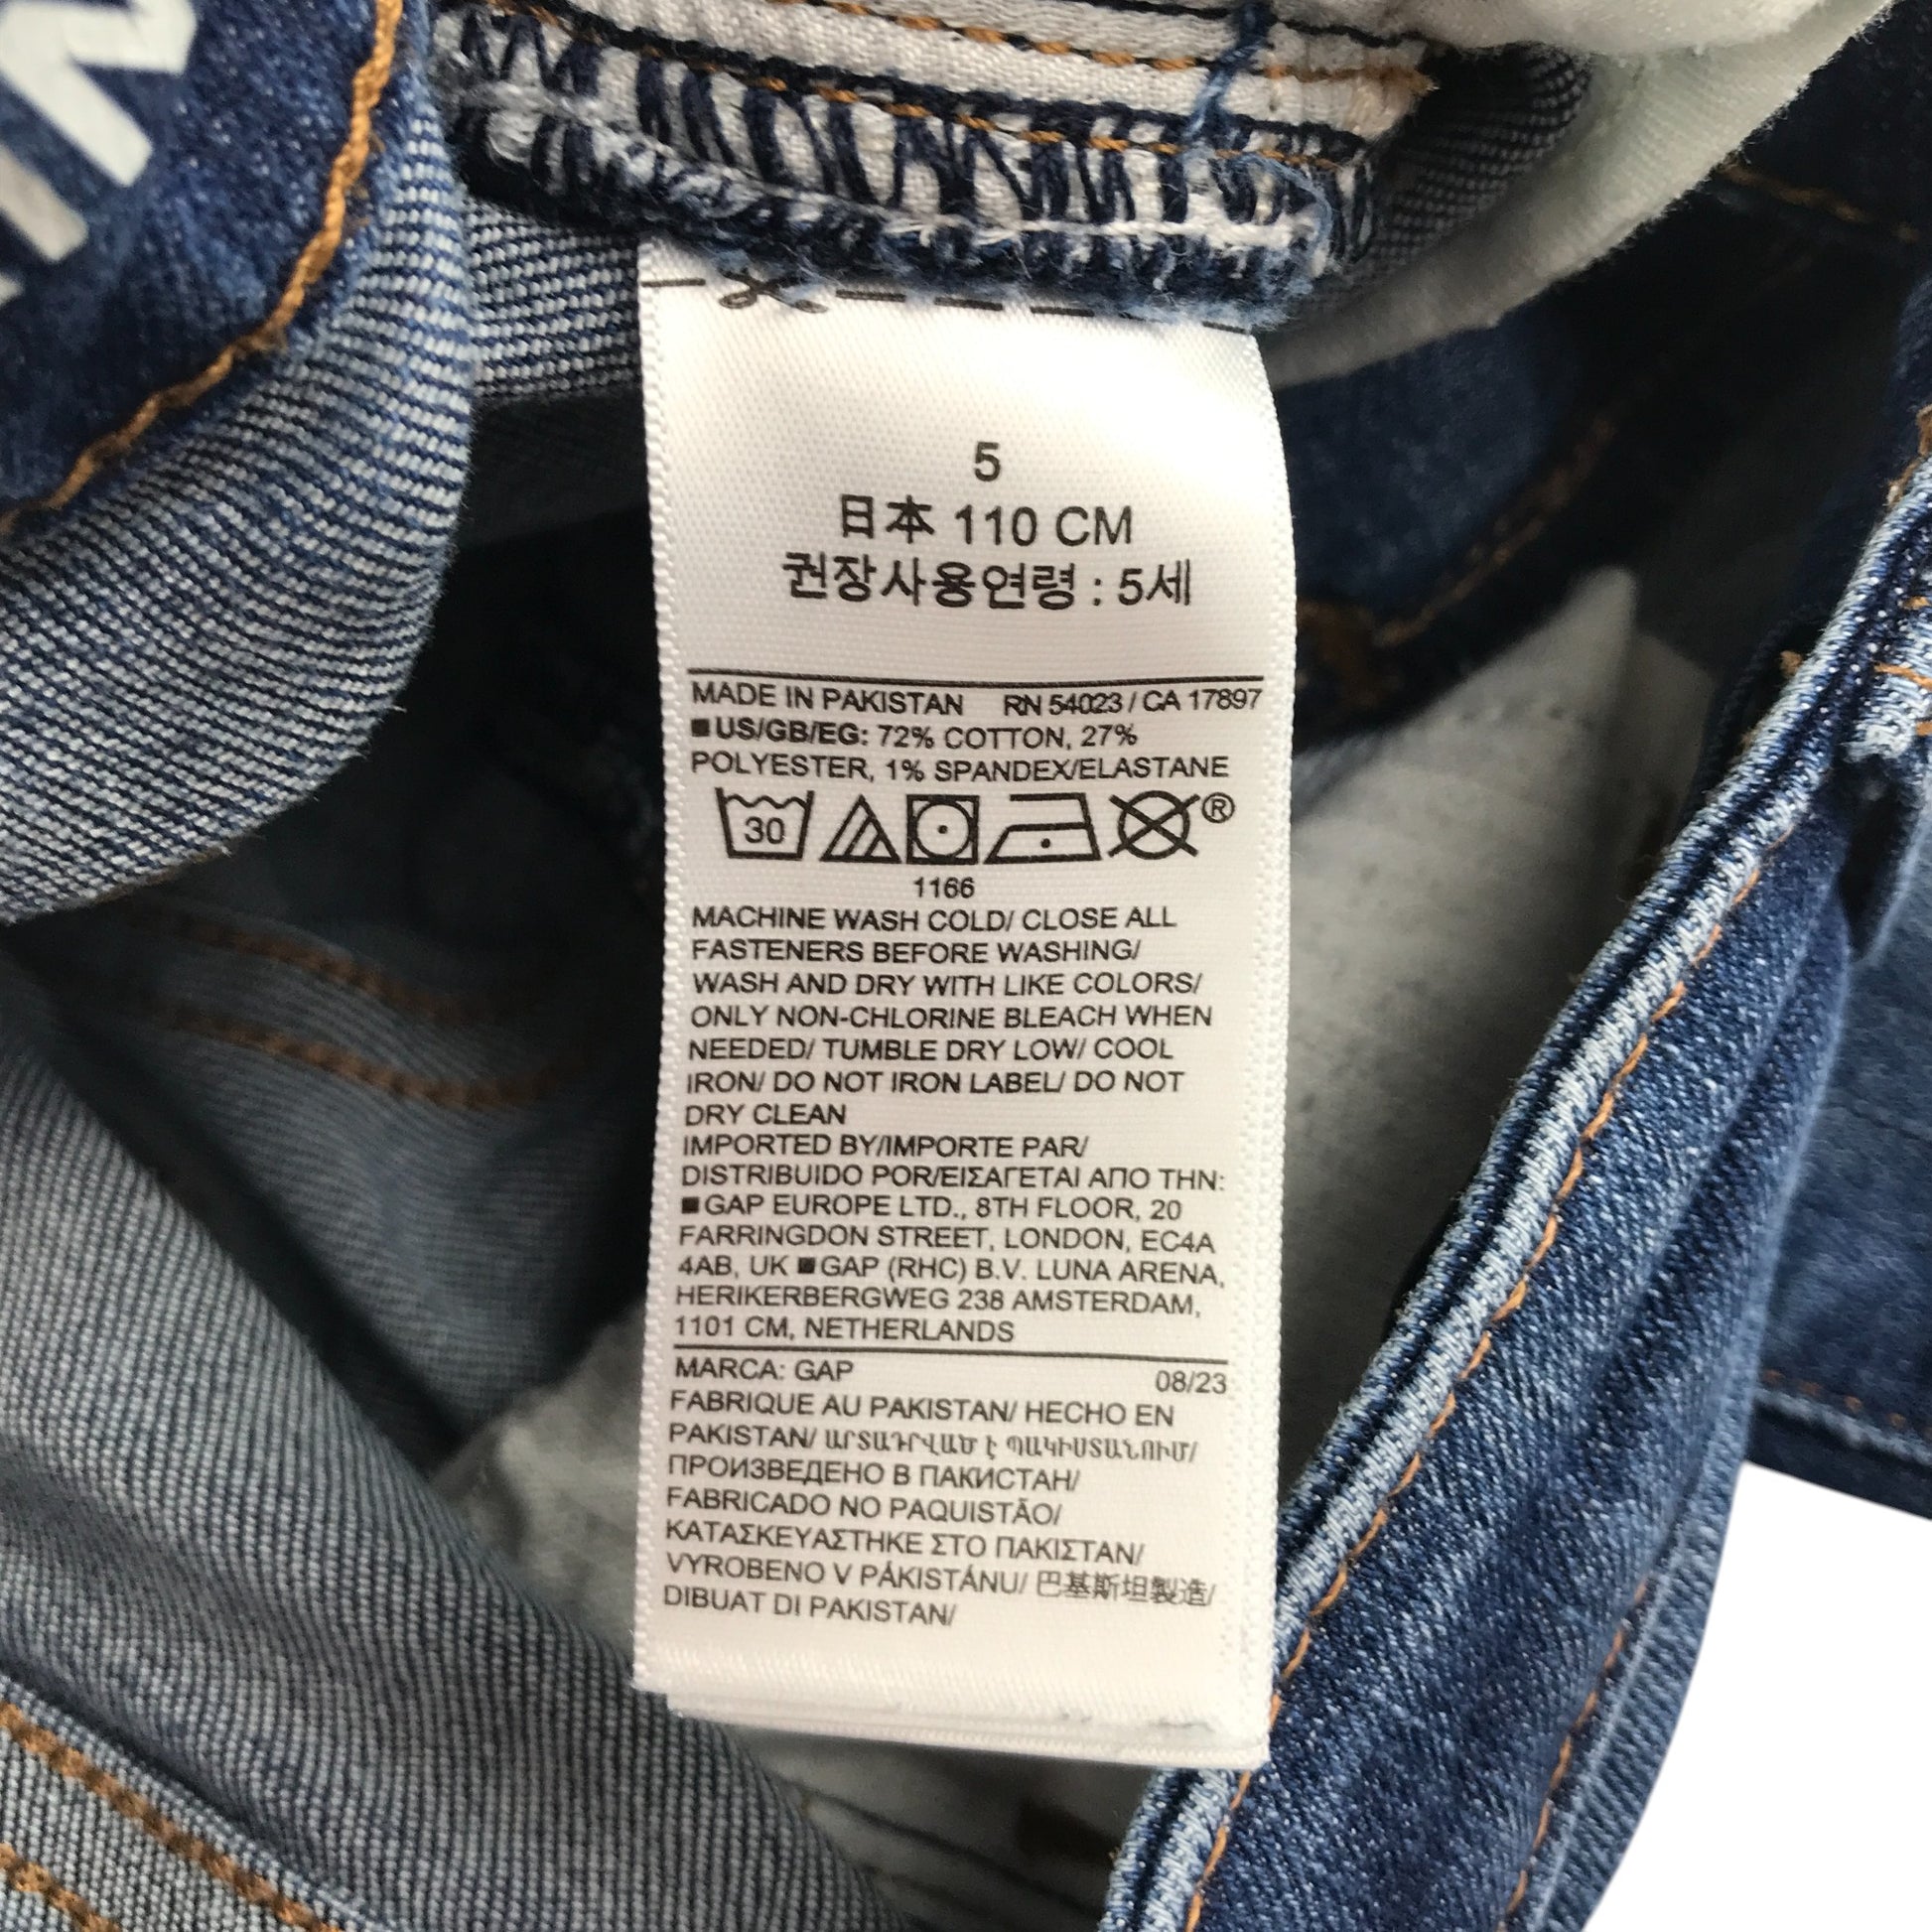 5
日本 110 CM
권장사용연령 : 5세
MADE IN PAKISTAN RN 54023 / CA 17897
■US/GB/EG: 72% COTTON, 27%
POLYESTER, 1% SPANDEX/ELASTANE
30 ®
1166
MACHINE WASH COLD/ CLOSE ALL
FASTENERS BEFORE WASHING/
WASH AND DRY WITH LIKE COLORS/
ONLY NON-CHLORINE BLEACH WHEN
NEEDED/ TUMBLE DRY LOW/ COOL
IRON/ DO NOT IRON LABEL/ DO NOT
DRY CLEAN
IMPORTED BY/IMPORTE PAR/
DISTRIBUIDO POR/ΕΙΣΑΓΕΤΑΙ ΑΠΟ ΤΗΝ:
■GAP EUROPE LTD., 8TH FLOOR, 20
FARRINGDON STREET, LONDON, EC4A
4AB, UK ■GAP (RHC) B.V. LUNA ARENA,
HERIKERBERGWEG 238 AMSTERDAM,
1101 CM, NETHERLANDS
MARCA: GAP 08/23
FABRIQUE AU PAKISTAN/ HECHO EN
PAKISTAN/ ԱՐՏԱԴՐՎԱԾ է ՊԱԿԻՍՏԱՆՈՒՄ/
ПРОИЗВЕДЕНО В ПАКИСТАН/
FABRICADO NO PAQUISTÃO/
ΚΑΤΑΣΚΕΥΑΣΤΗΚΕ ΣΤΟ ΠΑΚΙΣΤΑΝ/
VYROBENO V PÁKISTÁNU/ 巴基斯坦製造/
DIBUAT DI PAKISTAN/